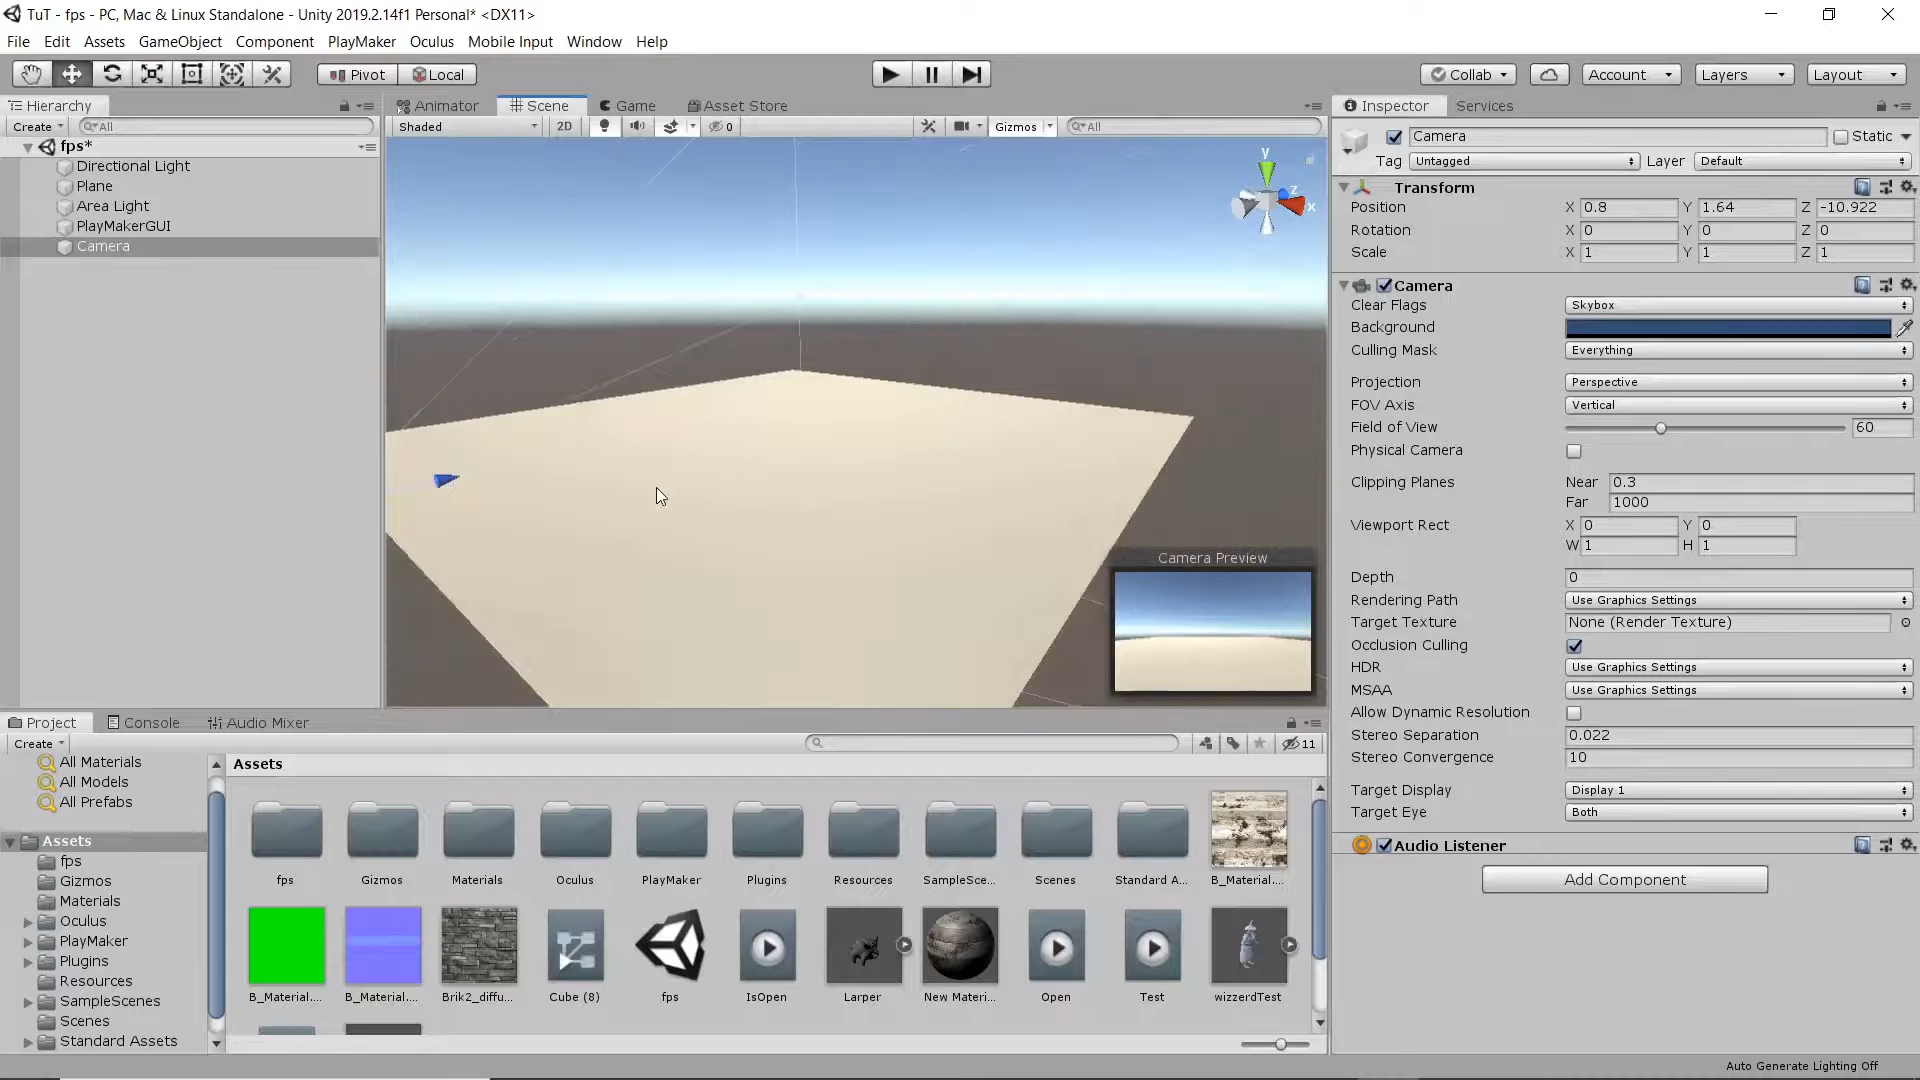 TuT - fps - PC, Mac & Linux Standalone - Unity 2019.2.14f1 Personal* <DX11>
File Edit Assets GameObject Component PlayMaker Oculus Mobile Input Window Help
Pivot Local Collab Account Layers Layout
Hierarchy Animator Scene Game Asset Store Inspector Services
Create All Shaded 2D 0 Gizmos All
Camera Static
fps*
Tag Untagged Layer Default
Directional Light
Plane
Area Light
PlayMakerGUI
Camera
y
z
x
Transform
Position X 0.8 Y 1.64 Z -10.922
Rotation X 0 Y 0 Z 0
Scale X 1 Y 1 Z 1
Camera
Clear Flags Skybox
Background
Culling Mask Everything
Projection Perspective
FOV Axis Vertical
Field of View 60
Physical Camera
Clipping Planes Near 0.3
Far 1000
Viewport Rect X 0 Y 0
W 1 H 1
Camera Preview
Depth 0
Rendering Path Use Graphics Settings
Target Texture None (Render Texture)
Occlusion Culling
HDR Use Graphics Settings
MSAA Use Graphics Settings
Allow Dynamic Resolution
Stereo Separation 0.022
Stereo Convergence 10
Target Display Display 1
Target Eye Both
Audio Listener
Add Component
Project Console Audio Mixer
Create 11
All Materials
All Models
All Prefabs
Assets
fps
Gizmos
Materials
Oculus
PlayMaker
Plugins
Resources
SampleScenes
Scenes
Standard Assets
Assets
fps Gizmos Materials Oculus PlayMaker Plugins Resources SampleSce... Scenes Standard A... B_Material....
B_Material.... B_Material.... Brik2_diffu... Cube (8) fps IsOpen Larper New Materi... Open Test wizzerdTest
Auto Generate Lighting Off